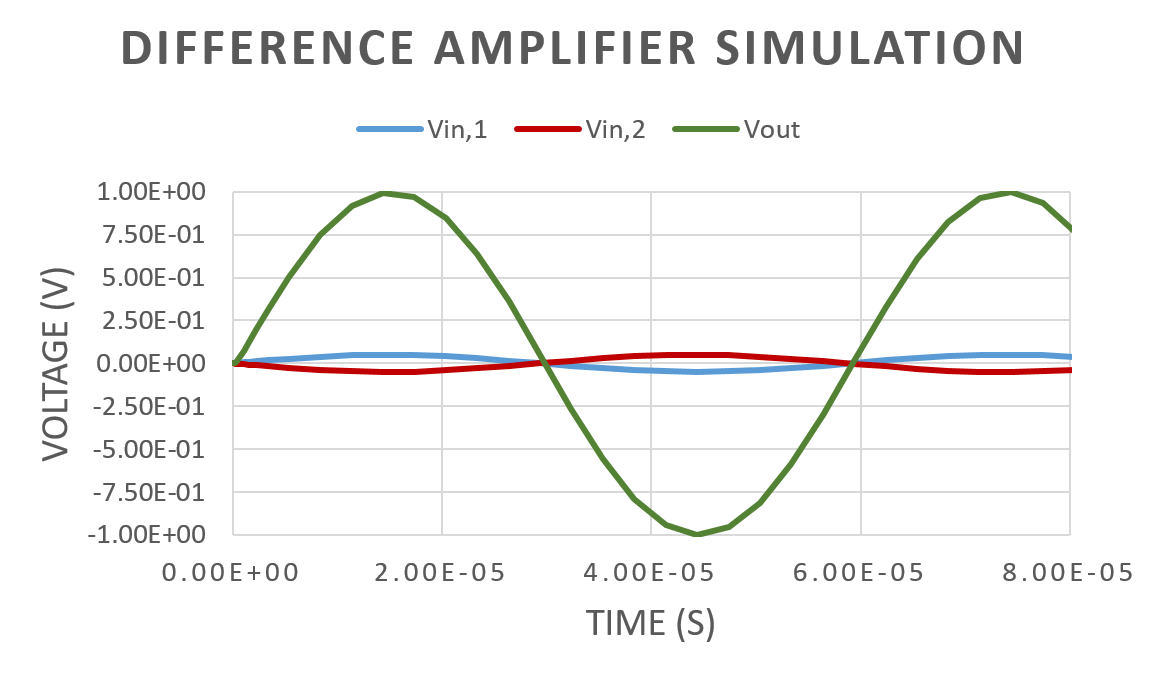 DIFFERENCE AMPLIFIER SIMULATION
Vin,1 Vin,2 Vout
1.00E+00
7.50E-01
5.00E-01
2.50E-01
0.00E+00
-2.50E-01
-5.00E-01
-7.50E-01
-1.00E+00
VOLTAGE (V)
0.00E+00 2.00E-05 4.00E-05 6.00E-05 8.00E-05
TIME (S)